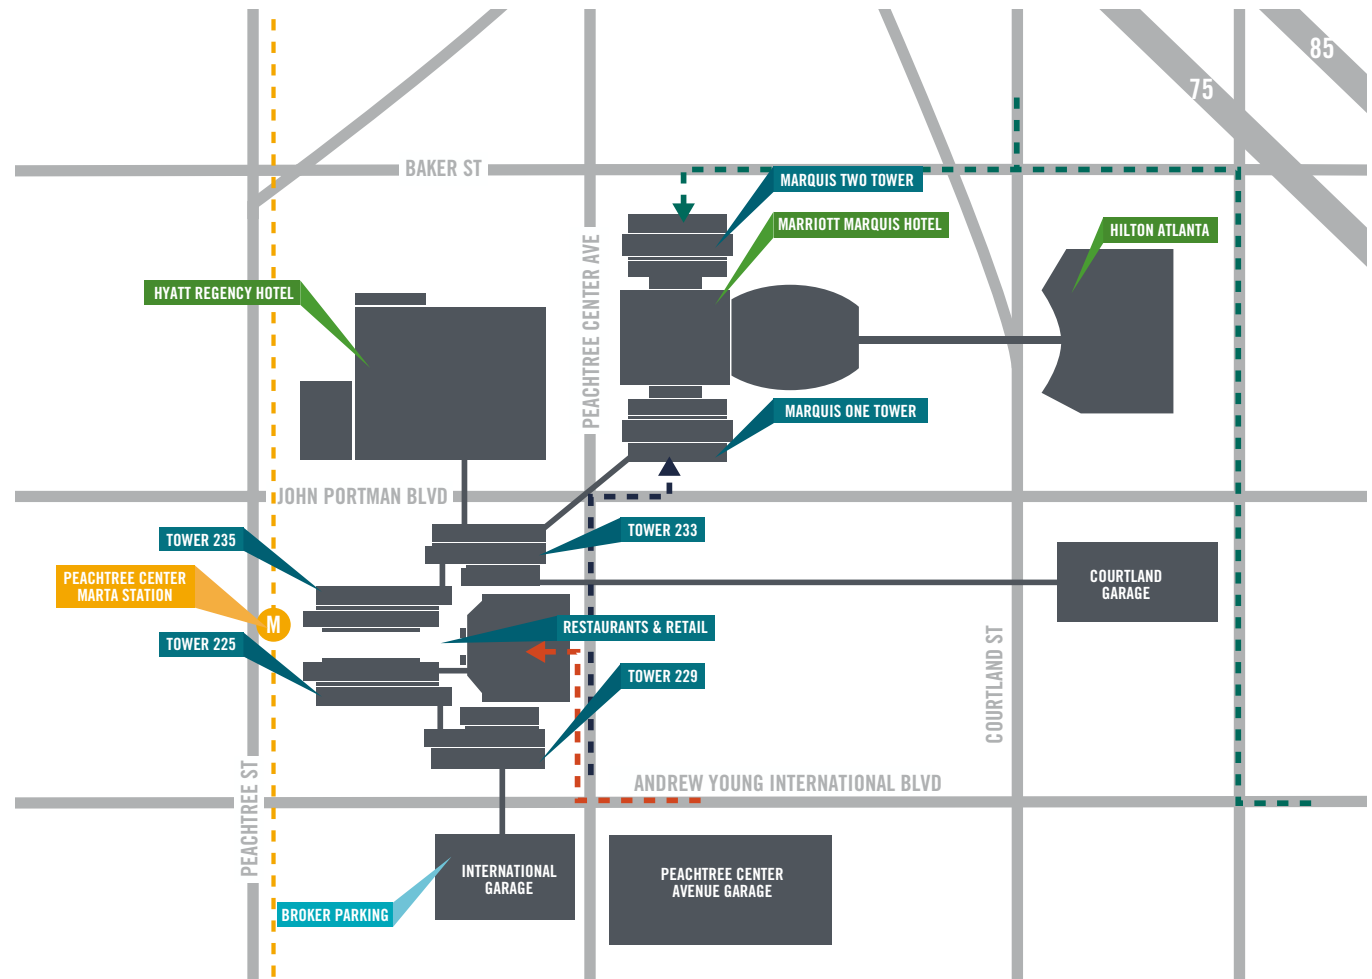 85
75
BAKER ST
MARQUIS TWO TOWER
MARRIOTT MARQUIS HOTEL
HILTON ATLANTA
PEACHTREE CENTER AVE
HYATT REGENCY HOTEL
MARQUIS ONE TOWER
JOHN PORTMAN BLVD
TOWER 235
TOWER 233
PEACHTREE CENTER
MARTA STATION
M
COURTLAND
GARAGE
RESTAURANTS & RETAIL
TOWER 225
TOWER 229
COURTLAND ST
PEACHTREE ST
ANDREW YOUNG INTERNATIONAL BLVD
INTERNATIONAL
GARAGE
PEACHTREE CENTER
AVENUE GARAGE
BROKER PARKING